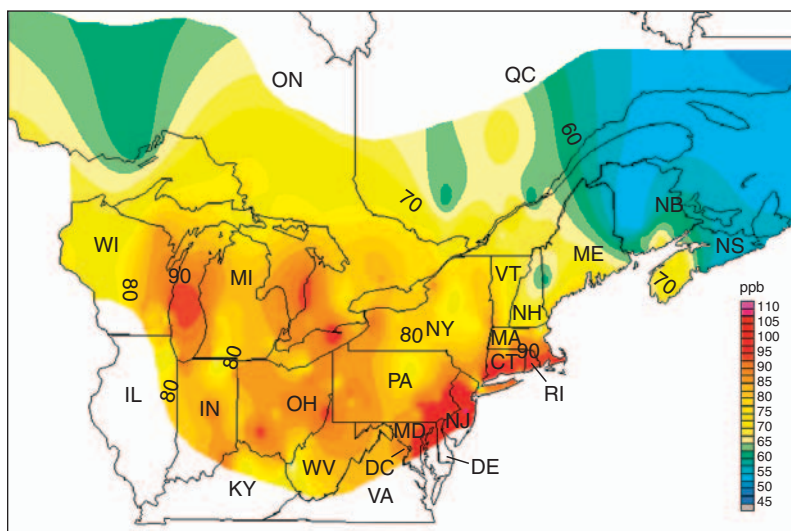 ON
QC
60
70
NB
NS
WI
ME
70
VT
90
MI
80
NH
80
NY
MA
90
CT
RI
80
80
PA
IL
IN
OH
NJ
MD
WV
DC
DE
KY
VA
ppb
110
105
100
95
90
85
80
75
70
65
60
55
50
45